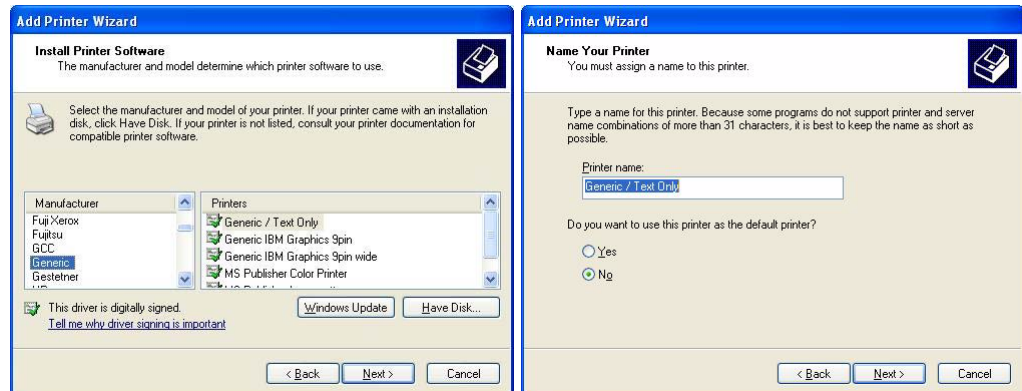 Add Printer Wizard
Install Printer Software
The manufacturer and model determine which printer software to use.
Select the manufacturer and model of your printer. If your printer came with an installation
disk, click Have Disk. If your printer is not listed, consult your printer documentation for
compatible printer software.
Manufacturer
Fuji Xerox
Fujitsu
GCC
Generic
Gestetner
Printers
Generic / Text Only
Generic IBM Graphics 9pin
Generic IBM Graphics 9pin wide
MS Publisher Color Printer
This driver is digitally signed.
Tell me why driver signing is important
Windows Update
Have Disk...
< Back
Next >
Cancel
Add Printer Wizard
Name Your Printer
You must assign a name to this printer.
Type a name for this printer. Because some programs do not support printer and server
name combinations of more than 31 characters, it is best to keep the name as short as
possible.
Printer name:
Generic / Text Only
Do you want to use this printer as the default printer?
Yes
No
< Back
Next >
Cancel